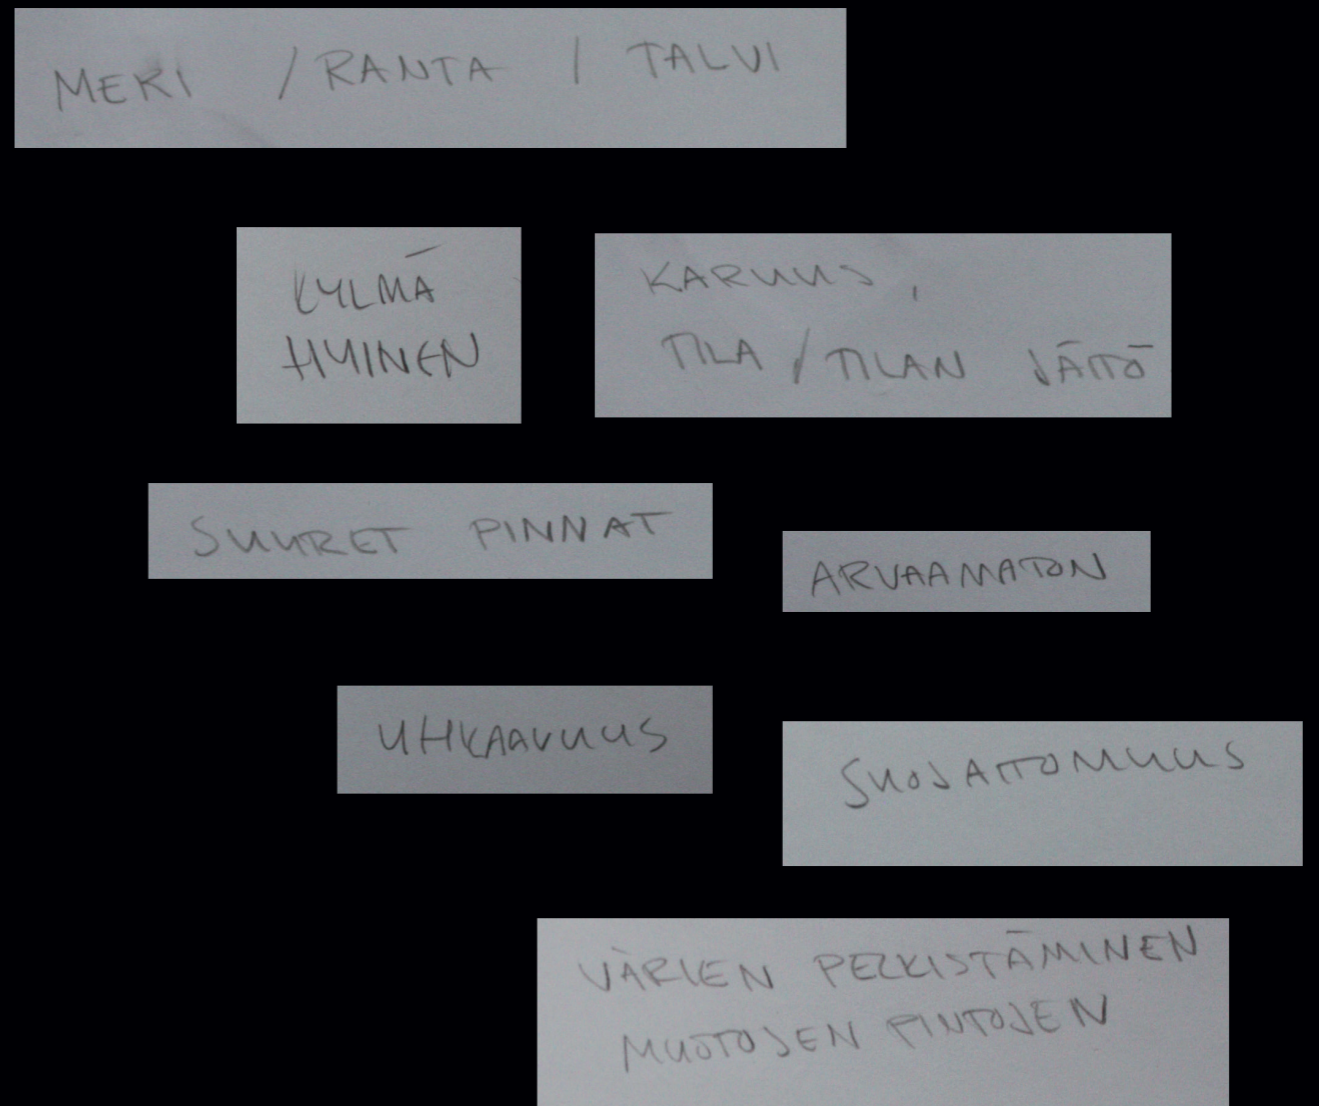 MERI / RANTA / TALVI
KYLMÄ
HYINEN
KARUUS,
TILA / TILAN JÄTTÖ
SUURET PINNAT
ARVAAMATON
UHKAAVUUS
SUOJATTOMUUS
VÄRIEN PELKISTÄMINEN
MUOTOJEN PINTOJEN